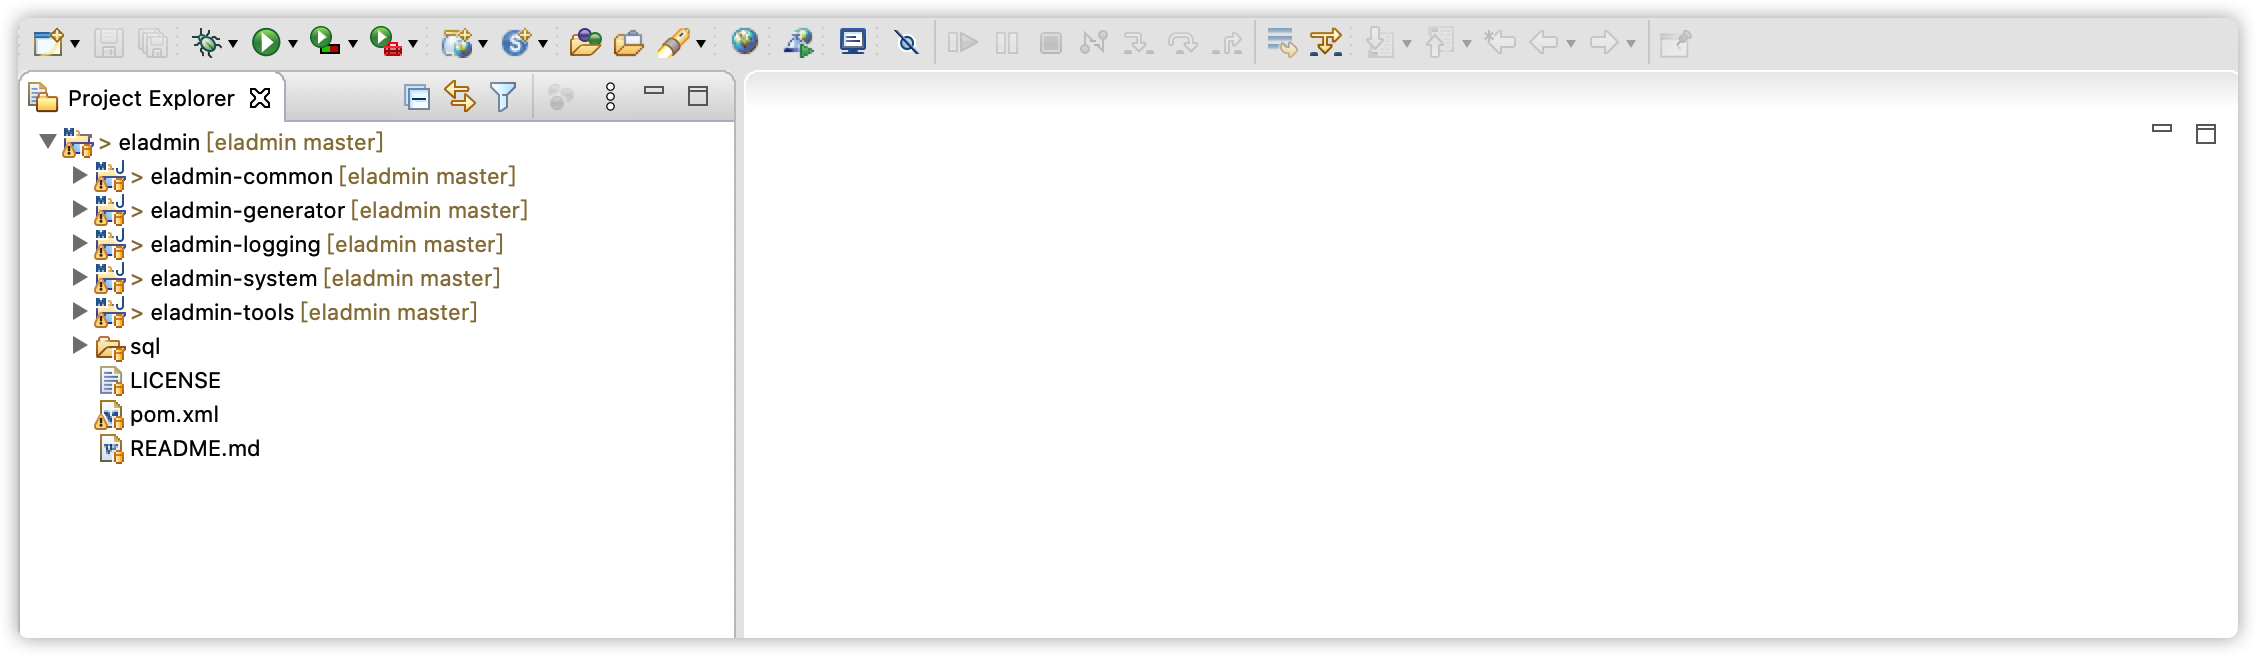 Project Explorer
> eladmin [eladmin master]
> eladmin-common [eladmin master]
> eladmin-generator [eladmin master]
> eladmin-logging [eladmin master]
> eladmin-system [eladmin master]
> eladmin-tools [eladmin master]
sql
LICENSE
pom.xml
README.md